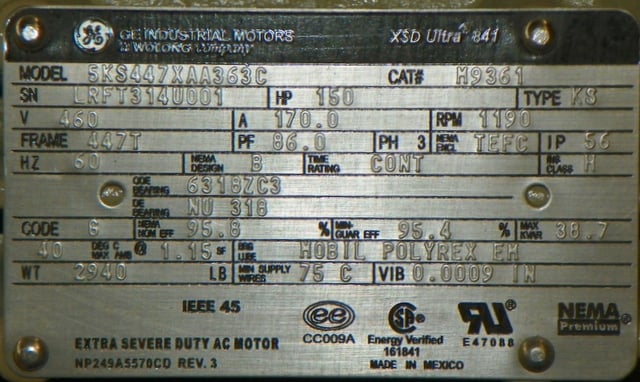 GE INDUSTRIAL MOTORS X$D Ultra 841
A WOLONG Company
MODEL 5KS447XAA363C CAT# M9361
SN LRFT314U001 HP 150 TYPE KS
V 460 A 170.0 RPM 1190
FRAME 447T PF 86.0 PH 3 NEMA ENCL TEFC IP 56
HZ 60 NEMA DESIGN B TIME RATING CONT INS CLASS H
ODE BEARING 6318ZC3
DE BEARING NU 318
CODE G NEMA NOM EFF 95.8 % MIN GUAR EFF 95.4 % MAX KVAR 38.7
40 DEG C MAX AMB @ 1.15 SF BRG LUBE MOBIL POLYREX EM
WT 2940 LB MIN SUPPLY WIRES 75 C VIB 0.0009 IN
IEEE 45
ee
CC009A
SA
Energy Verified
161841
E47088
NEMA
Premium
EXTRA SEVERE DUTY AC MOTOR
NP249A5570CD REV. 3
MADE IN MEXICO